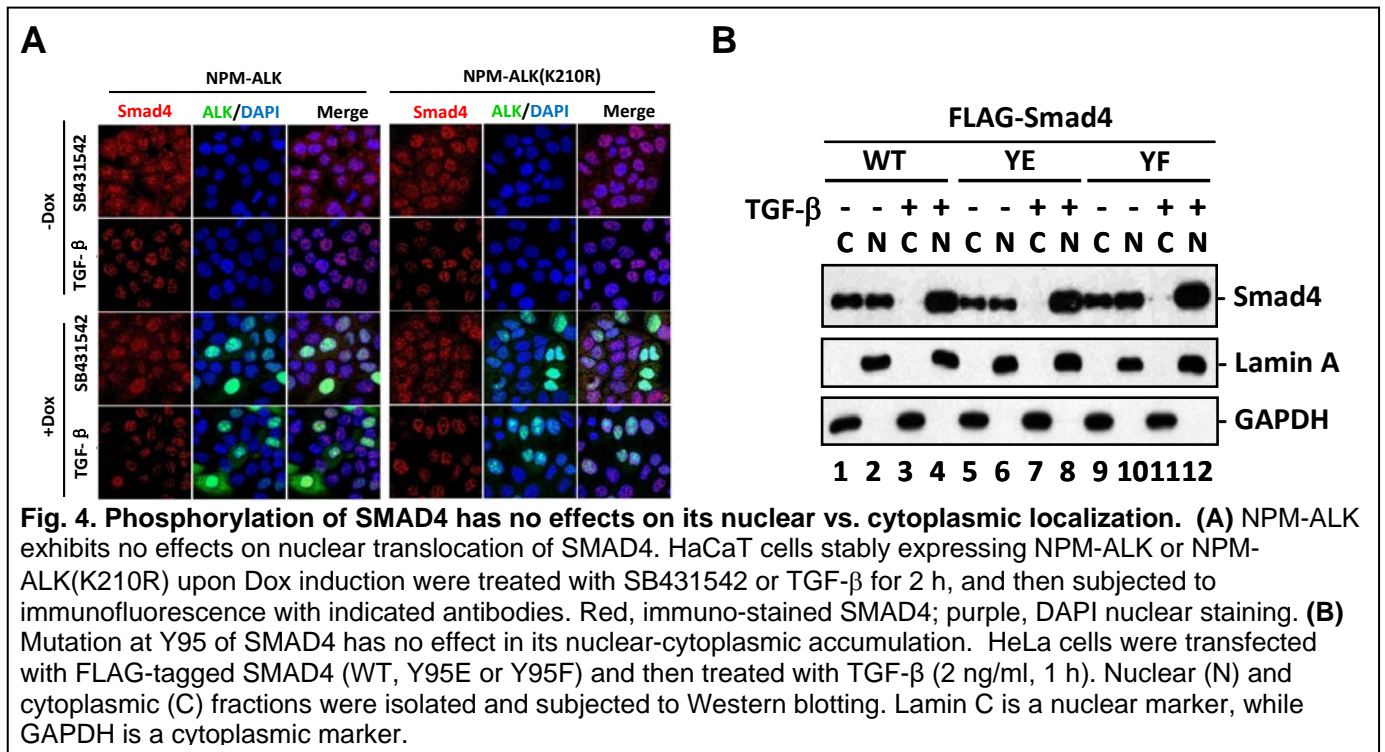 A
NPM-ALK
NPM-ALK(K210R)
Smad4 ALK/DAPI Merge Smad4 ALK/DAPI Merge
-Dox
SB431542
TGF- β
+Dox
SB431542
TGF- β
B
FLAG-Smad4
WT YE YF
TGF-β - - + + - - + + - - + +
C N C N C N C N C N C N
- Smad4
- Lamin A
- GAPDH
1 2 3 4 5 6 7 8 9 10 11 12
Fig. 4. Phosphorylation of SMAD4 has no effects on its nuclear vs. cytoplasmic localization. (A) NPM-ALK
exhibits no effects on nuclear translocation of SMAD4. HaCaT cells stably expressing NPM-ALK or NPM-
ALK(K210R) upon Dox induction were treated with SB431542 or TGF-β for 2 h, and then subjected to
immunofluorescence with indicated antibodies. Red, immuno-stained SMAD4; purple, DAPI nuclear staining. (B)
Mutation at Y95 of SMAD4 has no effect in its nuclear-cytoplasmic accumulation. HeLa cells were transfected
with FLAG-tagged SMAD4 (WT, Y95E or Y95F) and then treated with TGF-β (2 ng/ml, 1 h). Nuclear (N) and
cytoplasmic (C) fractions were isolated and subjected to Western blotting. Lamin C is a nuclear marker, while
GAPDH is a cytoplasmic marker.